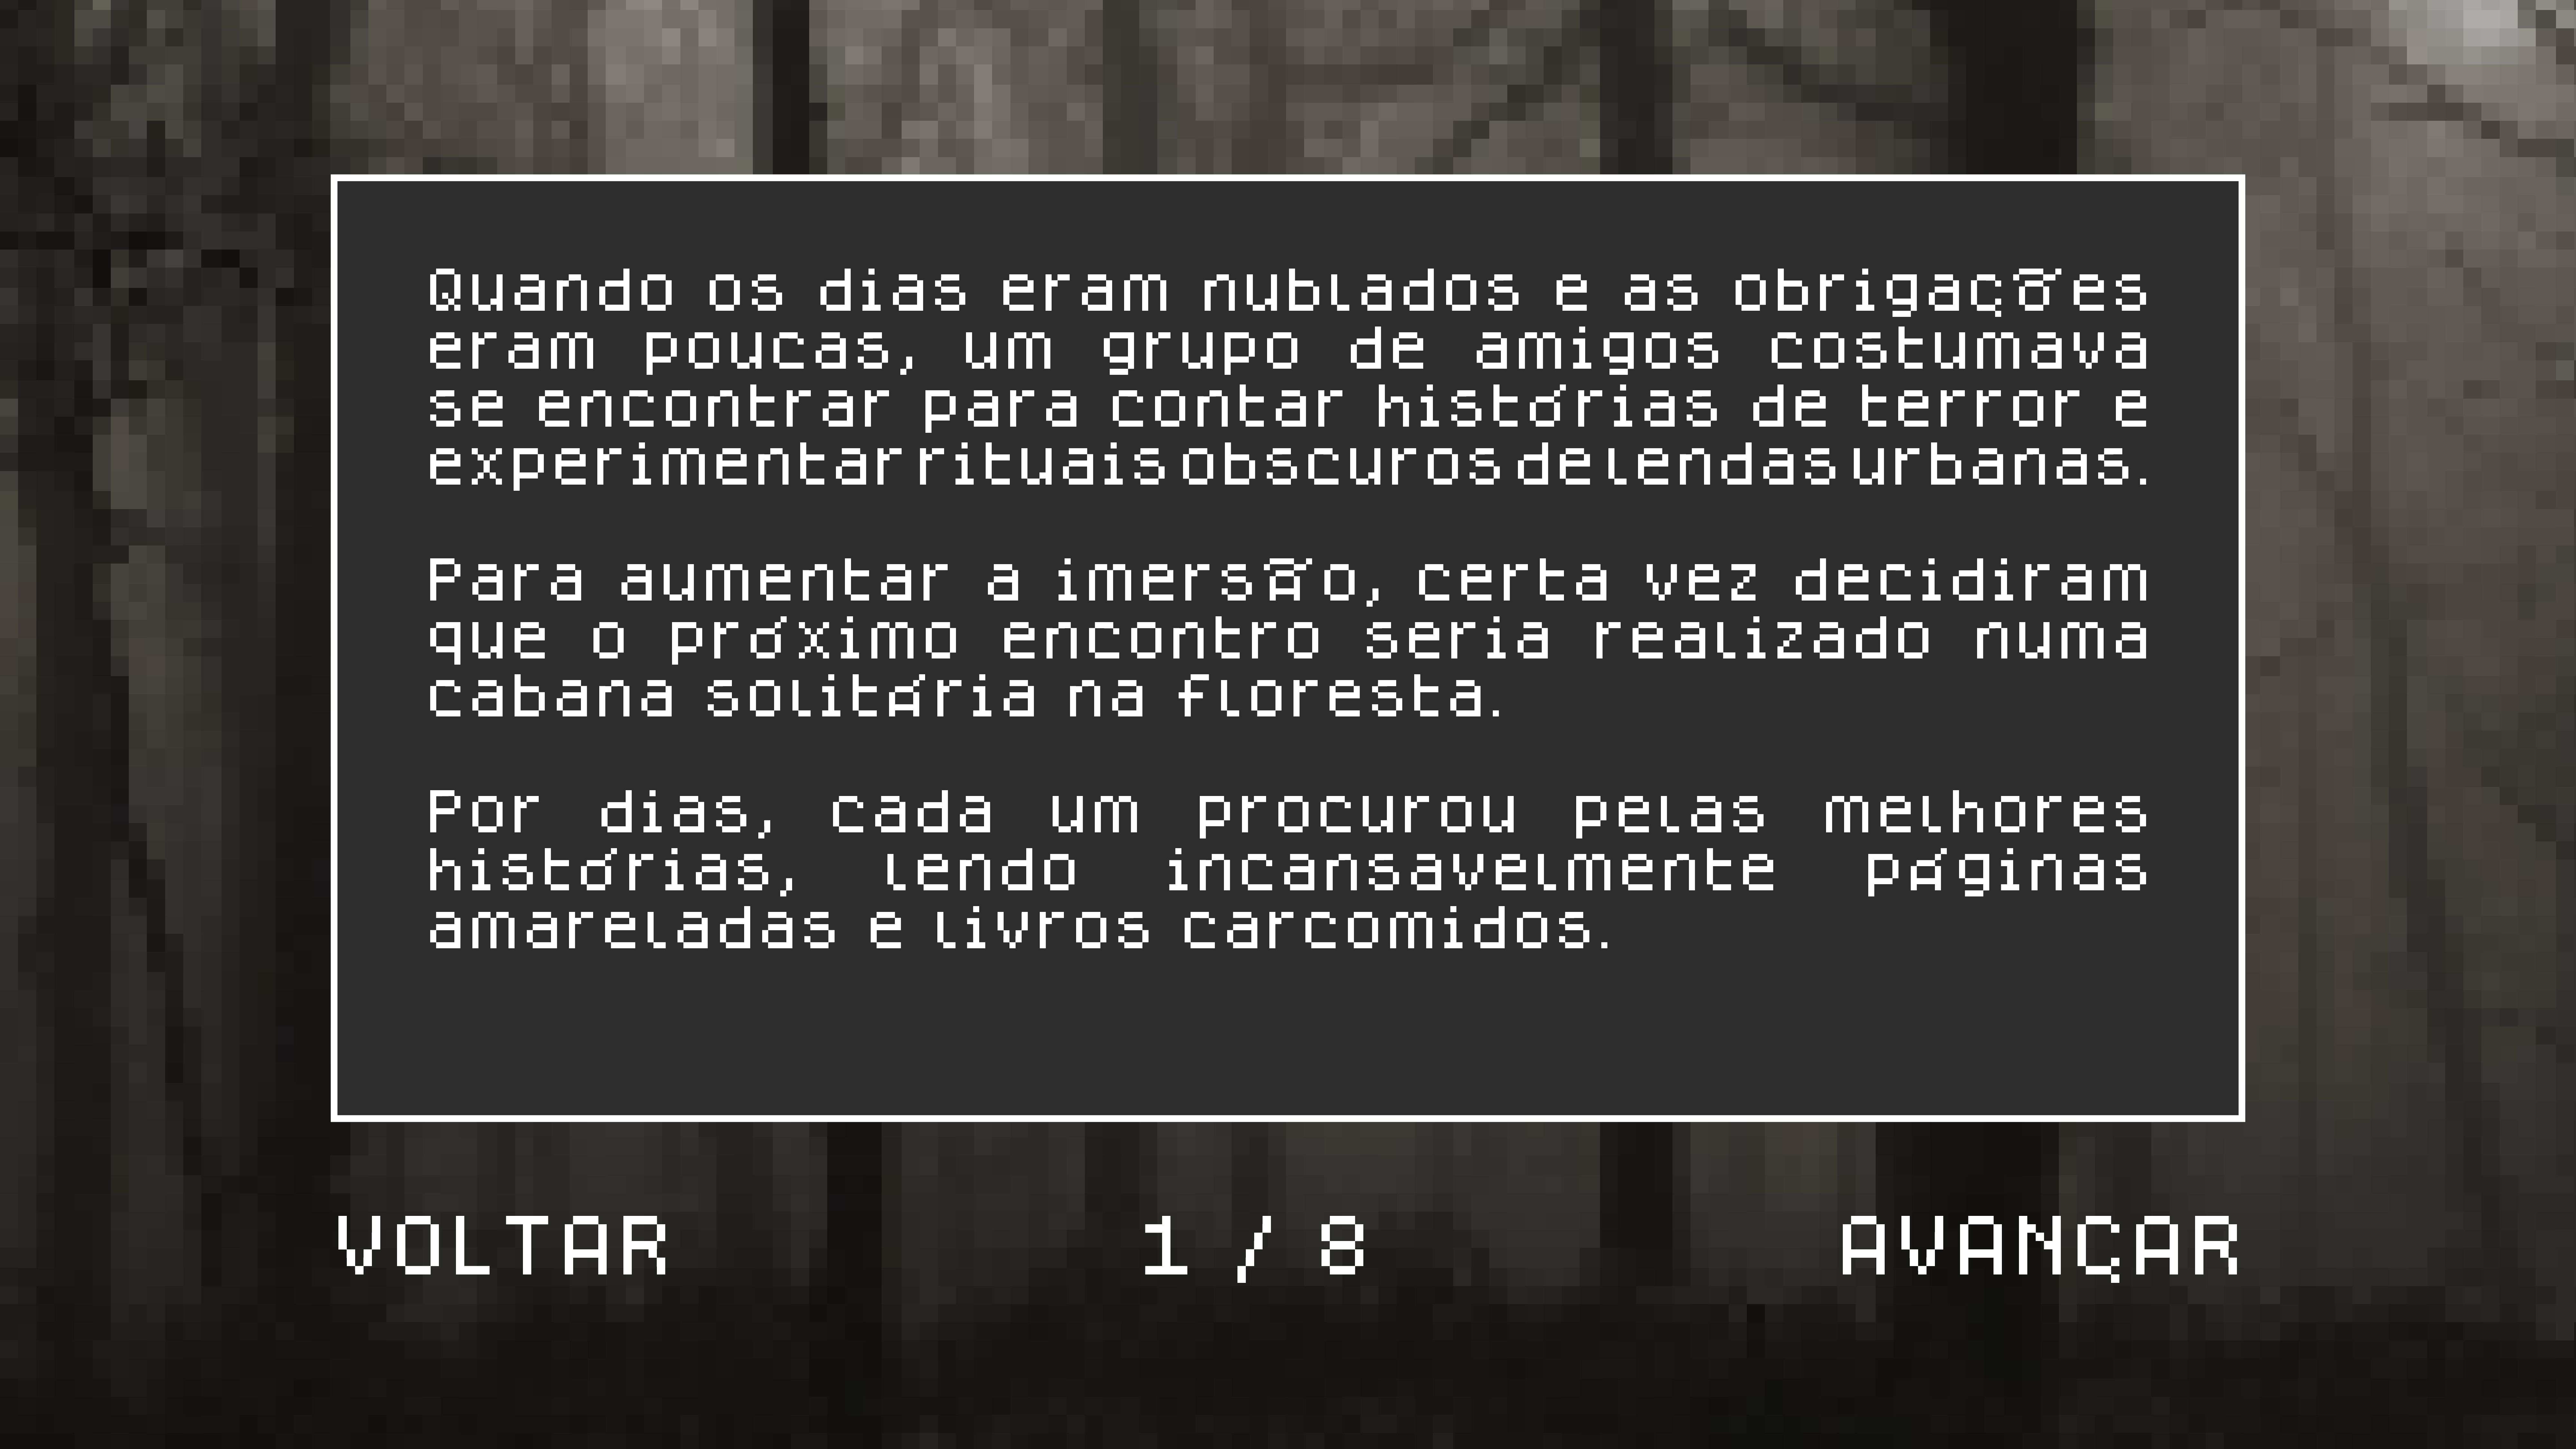 Quando os dias eram nublados e as obrigações
eram poucas, um grupo de amigos costumava
se encontrar para contar histórias de terror e
experimentar rituais obscuros de lendas urbanas.
Para aumentar a imersão, certa vez decidiram
que o próximo encontro seria realizado numa
cabana solitária na floresta.
Por dias, cada um procurou pelas melhores
histórias, lendo incansavelmente páginas
amareladas e livros carcomidos.
VOLTAR 1 / 8 AVANÇAR